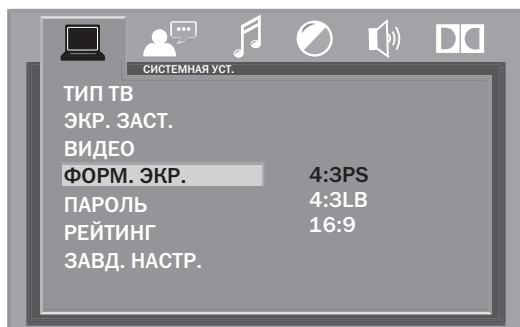 СИСТЕМНАЯ УСТ.
ТИП ТВ
ЭКР. ЗАСТ.
ВИДЕО
ФОРМ. ЭКР. 4:3PS
ПАРОЛЬ 4:3LB
РЕЙТИНГ 16:9
ЗАВД. НАСТР.